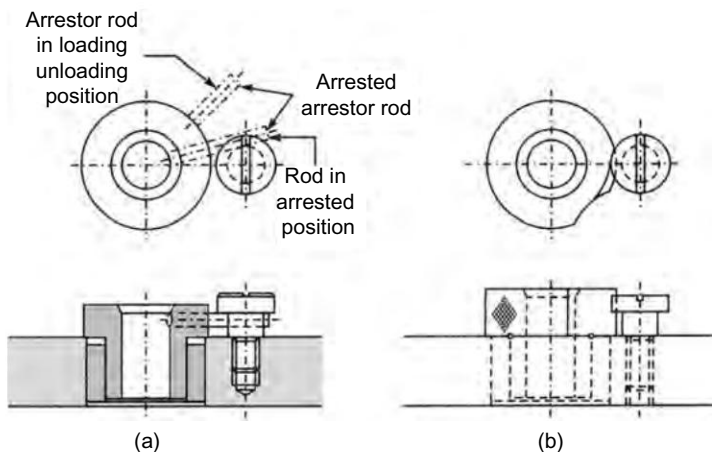 Arrestor rod
in loading
unloading
position
Arrested
arrestor rod
Rod in
arrested
position
(a)
(b)